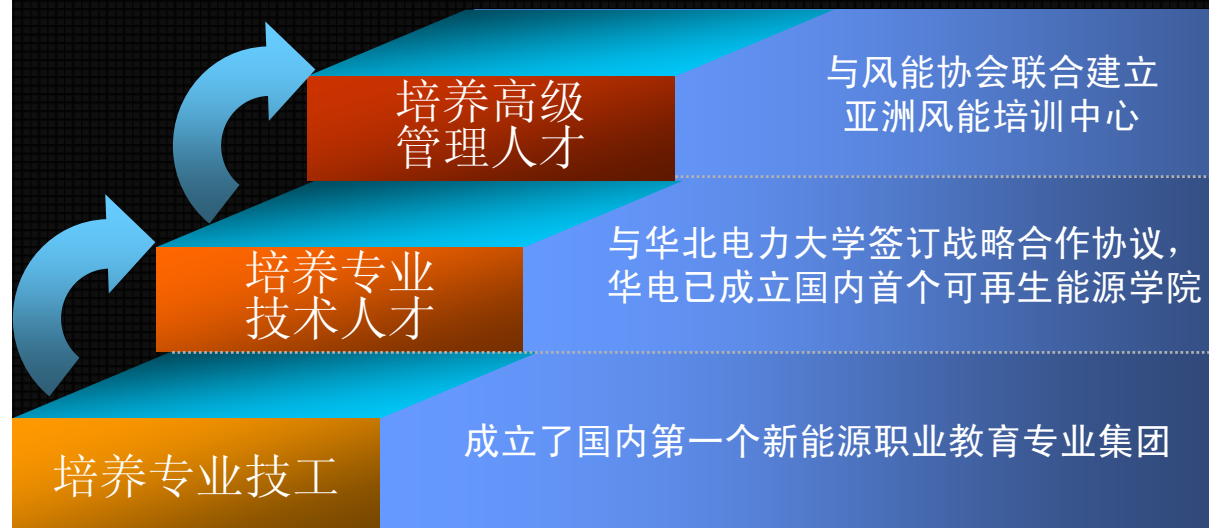 培养高级
管理人才
与风能协会联合建立
亚洲风能培训中心
培养专业
技术人才
与华北电力大学签订战略合作协议，
华电已成立国内首个可再生能源学院
培养专业技工
成立了国内第一个新能源职业教育专业集团